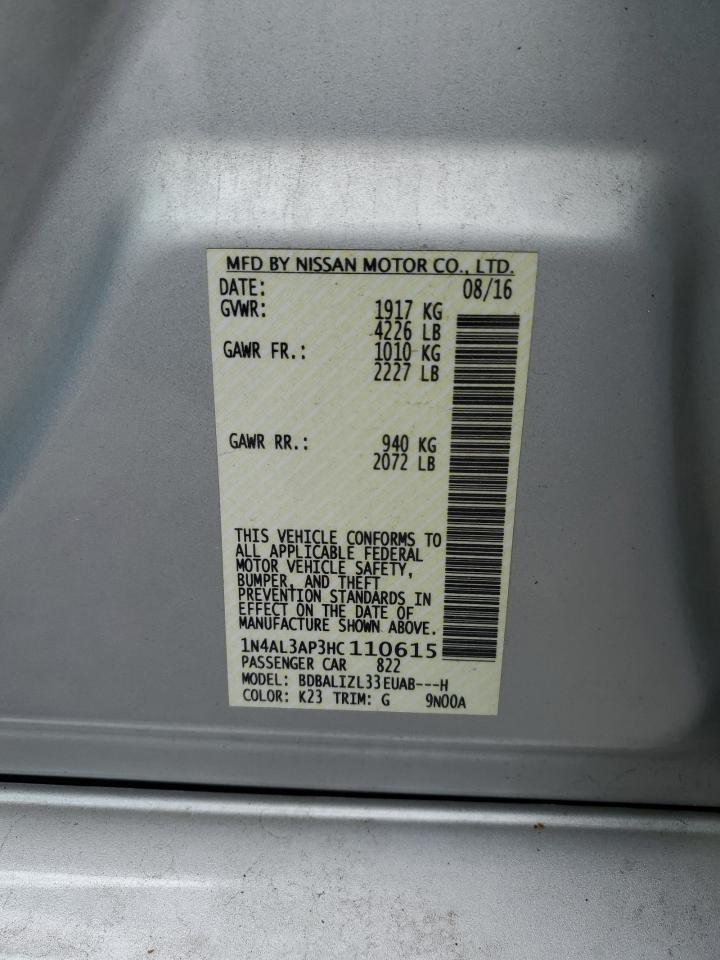 MFD BY NISSAN MOTOR CO., LTD.
DATE: 08/16
GVWR: 1917 KG
4226 LB
GAWR FR.: 1010 KG
2227 LB
GAWR RR.: 940 KG
2072 LB
THIS VEHICLE CONFORMS TO
ALL APPLICABLE FEDERAL
MOTOR VEHICLE SAFETY,
BUMPER, AND THEFT
PREVENTION STANDARDS IN
EFFECT ON THE DATE OF
MANUFACTURE SHOWN ABOVE.
1N4AL3AP3HC110615
PASSENGER CAR 822
MODEL: BDBALIZL33EUAB---H
COLOR: K23 TRIM: G 9N00A